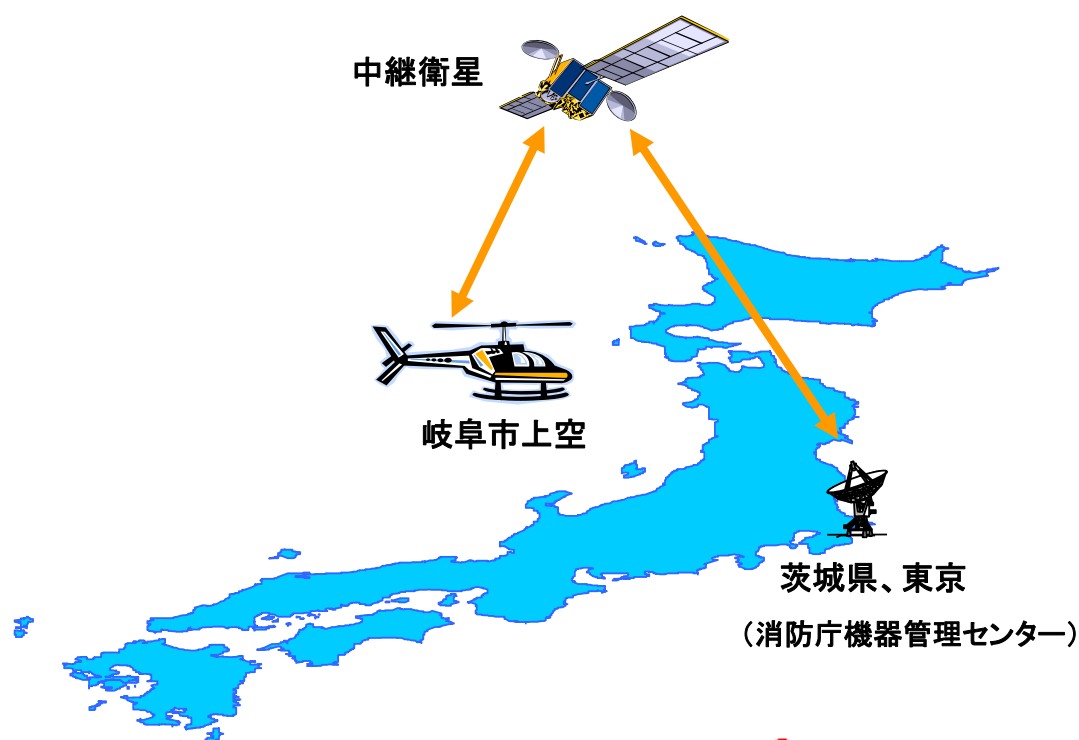 中継衛星
岐阜市上空
茨城県、東京
（消防庁機器管理センター）